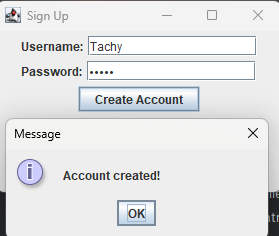 Sign Up
Username: Tachy
Password: •••••
Create Account
Message
Account created!
OK